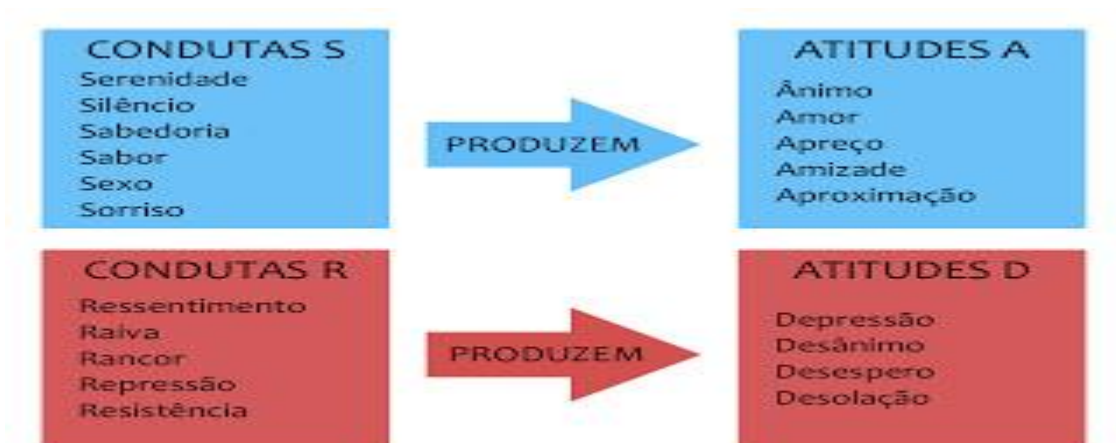 CONDUTAS S
Serenidade
Silêncio
Sabedoria
Sabor
Sexo
Sorriso
PRODUZEM
ATITUDES A
Ânimo
Amor
Apreço
Amizade
Aproximação
CONDUTAS R
Ressentimento
Raiva
Rancor
Repressão
Resistência
PRODUZEM
ATITUDES D
Depressão
Desânimo
Desespero
Desolação